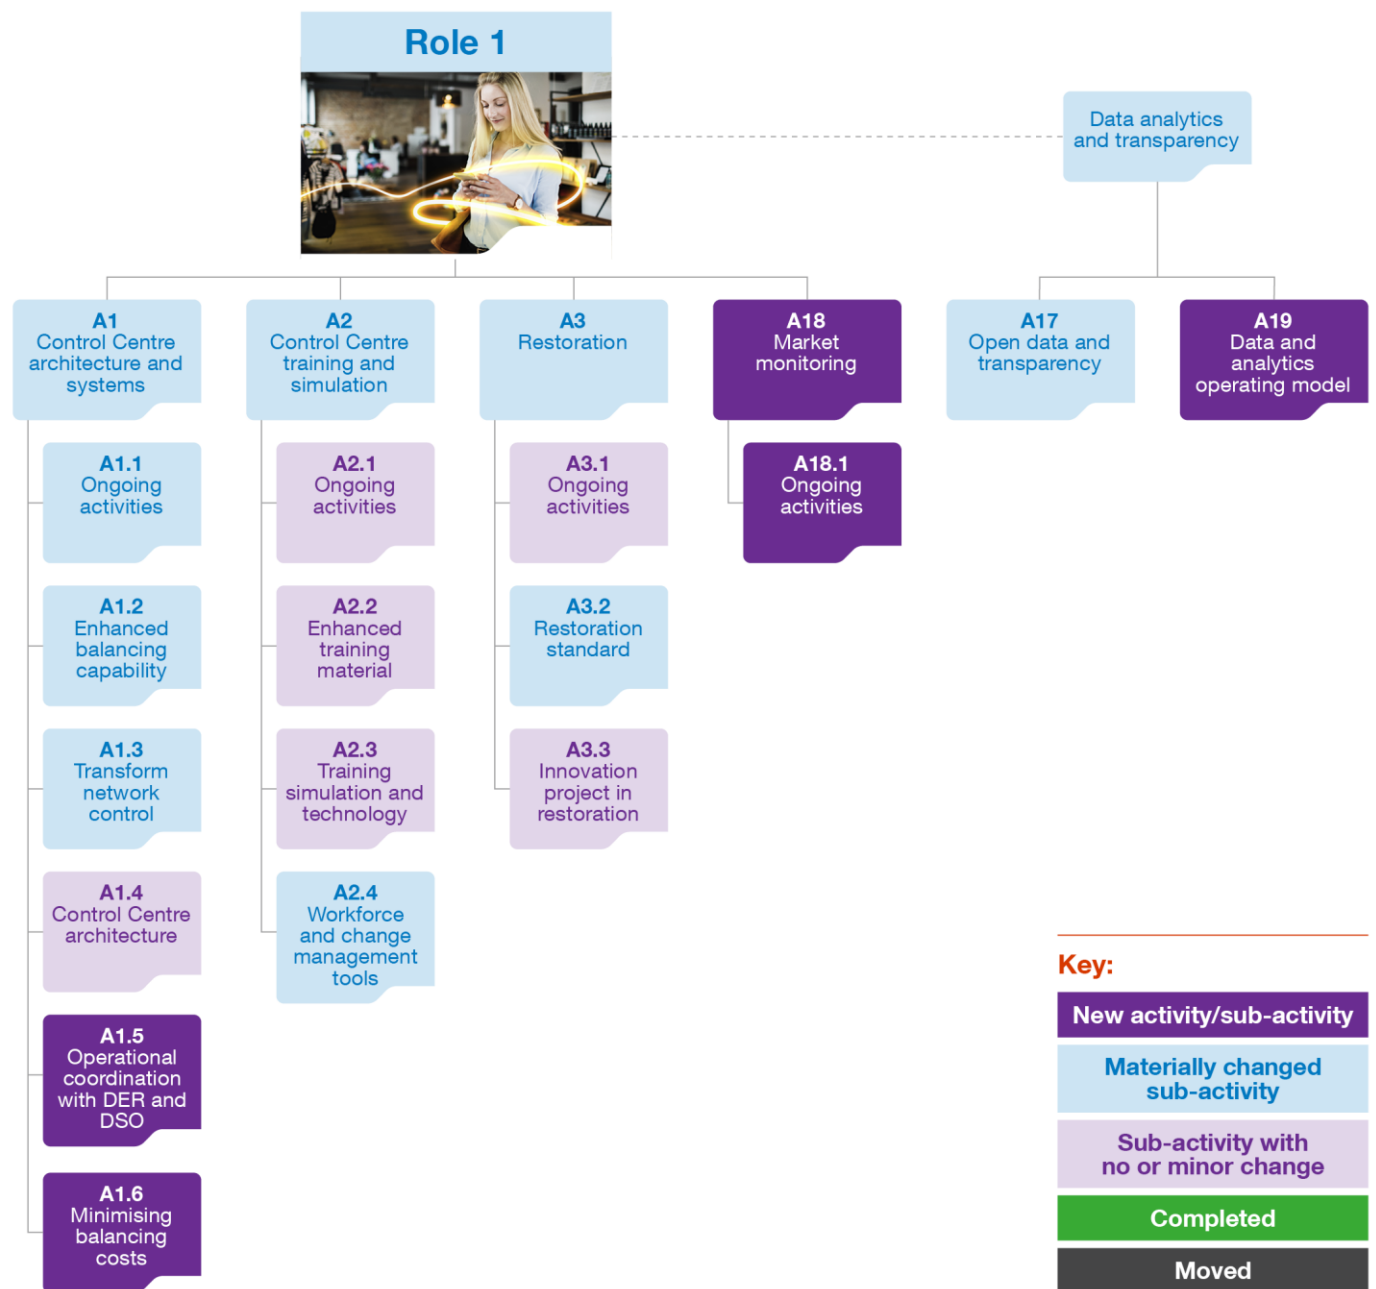 Role 1
Data analytics
and transparency
A1
Control Centre
architecture and
systems
A2
Control Centre
training and
simulation
A3
Restoration
A18
Market
monitoring
A17
Open data and
transparency
A19
Data and
analytics
operating model
A1.1
Ongoing
activities
A2.1
Ongoing
activities
A3.1
Ongoing
activities
A18.1
Ongoing
activities
A1.2
Enhanced
balancing
capability
A2.2
Enhanced
training
material
A3.2
Restoration
standard
A1.3
Transform
network
control
A2.3
Training
simulation and
technology
A3.3
Innovation
project in
restoration
A1.4
Control Centre
architecture
A2.4
Workforce
and change
management
tools
A1.5
Operational
coordination
with DER and
DSO
A1.6
Minimising
balancing
costs
Key:
New activity/sub-activity
Materially changed
sub-activity
Sub-activity with
no or minor change
Completed
Moved